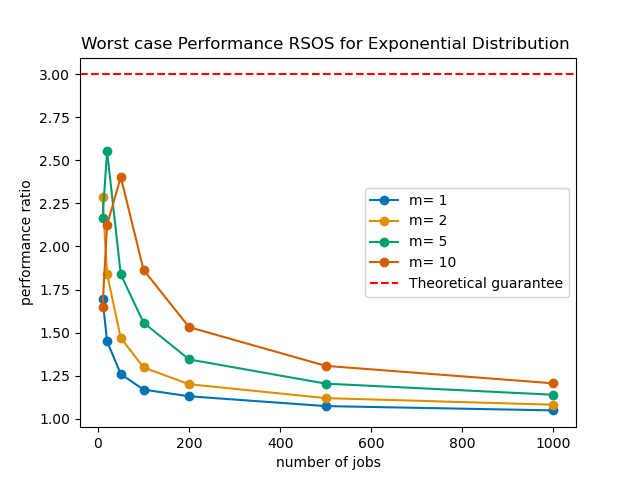 Worst case Performance RSOS for Exponential Distribution
3.00
2.75
2.50
2.25
2.00
1.75
1.50
1.25
1.00
performance ratio
m= 1
m= 2
m= 5
m= 10
Theoretical guarantee
0 200 400 600 800 1000
number of jobs